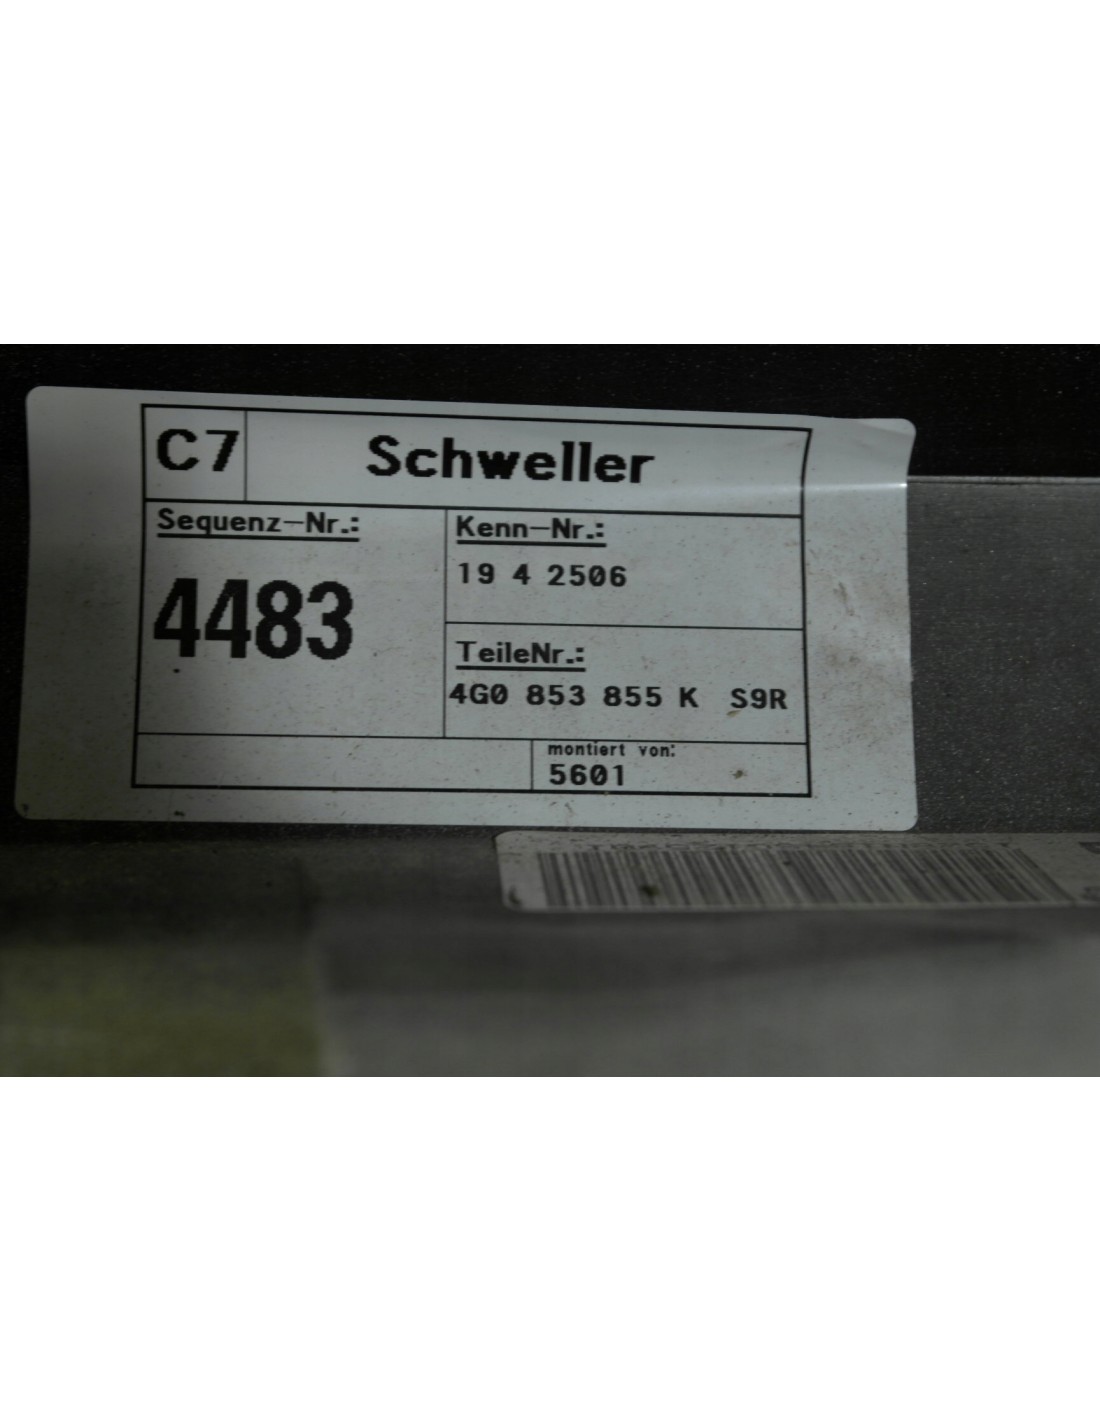 C7 Schweller
Sequenz-Nr.:
4483
Kenn-Nr.:
19 4 2506
TeileNr.:
4G0 853 855 K S9R
montiert von:
5601